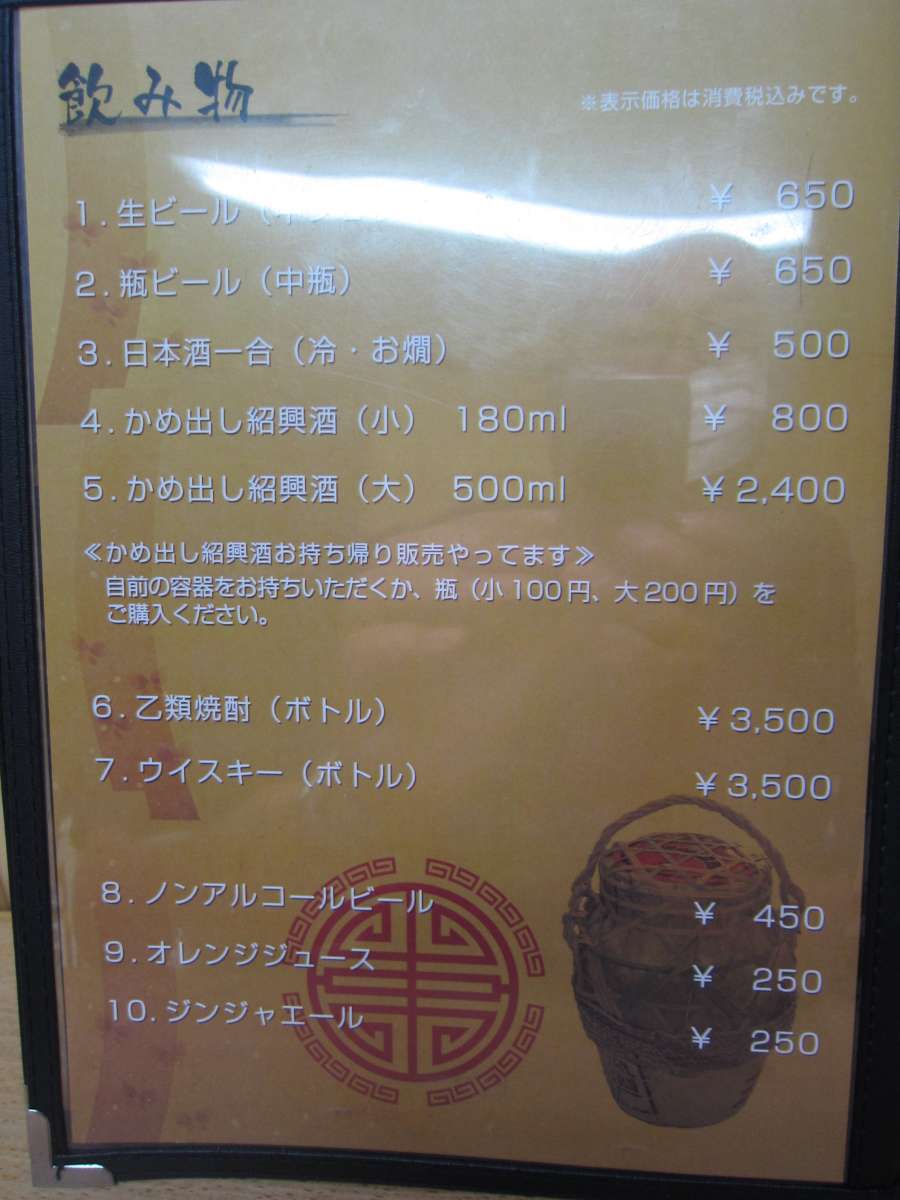 飲み物
※表示価格は消費税込みです。
1. 生ビール ¥ 650
2. 瓶ビール（中瓶） ¥ 650
3. 日本酒一合（冷・お燗） ¥ 500
4. かめ出し紹興酒（小） 180ml ¥ 800
5. かめ出し紹興酒（大） 500ml ¥2,400
≪かめ出し紹興酒お持ち帰り販売やってます≫
自前の容器をお持ちいただくか、瓶（小100円、大200円）を
ご購入ください。
6. 乙類焼酎（ボトル） ¥3,500
7. ウイスキー（ボトル） ¥3,500
8. ノンアルコールビール ¥ 450
9. オレンジジュース ¥ 250
10. ジンジャエール ¥ 250